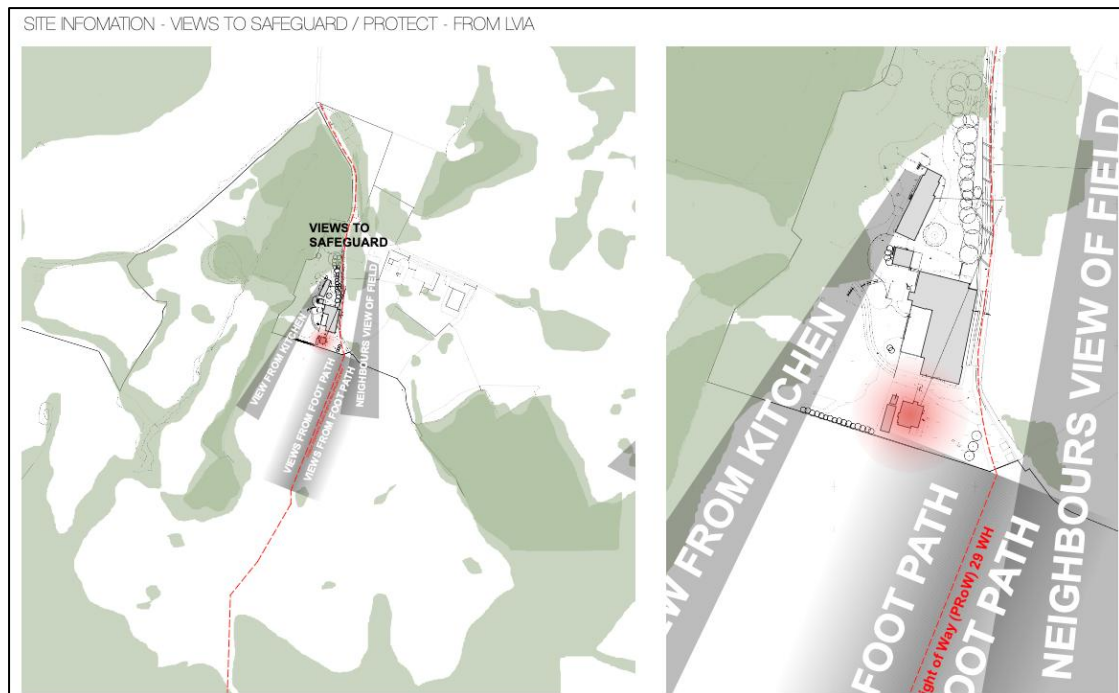 SITE INFOMATION - VIEWS TO SAFEGUARD / PROTECT - FROM LVIA
VIEWS TO
SAFEGUARD
VIEW FROM KITCHEN
VIEWS FROM FOOT PATH
VIEWS FROM FOOT PATH
NEIGHBOURS VIEW OF FIELD
FROM KITCHEN
FOOT PATH
of Way (PRoW) 29 WH
PATH
NEIGHBOURS VIEW OF FIELD